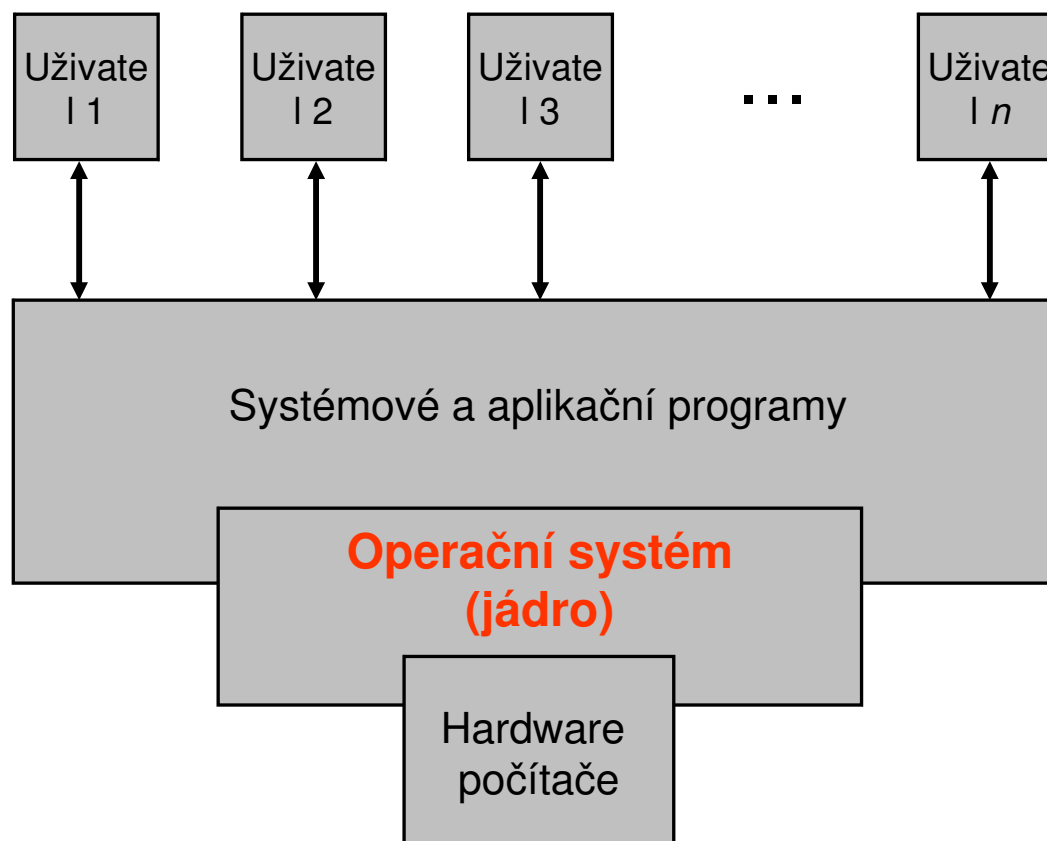 Uživate
l 1
Uživate
l 2
Uživate
l 3
...
Uživate
l n
Systémové a aplikační programy
Operační systém
(jádro)
Hardware
počítače